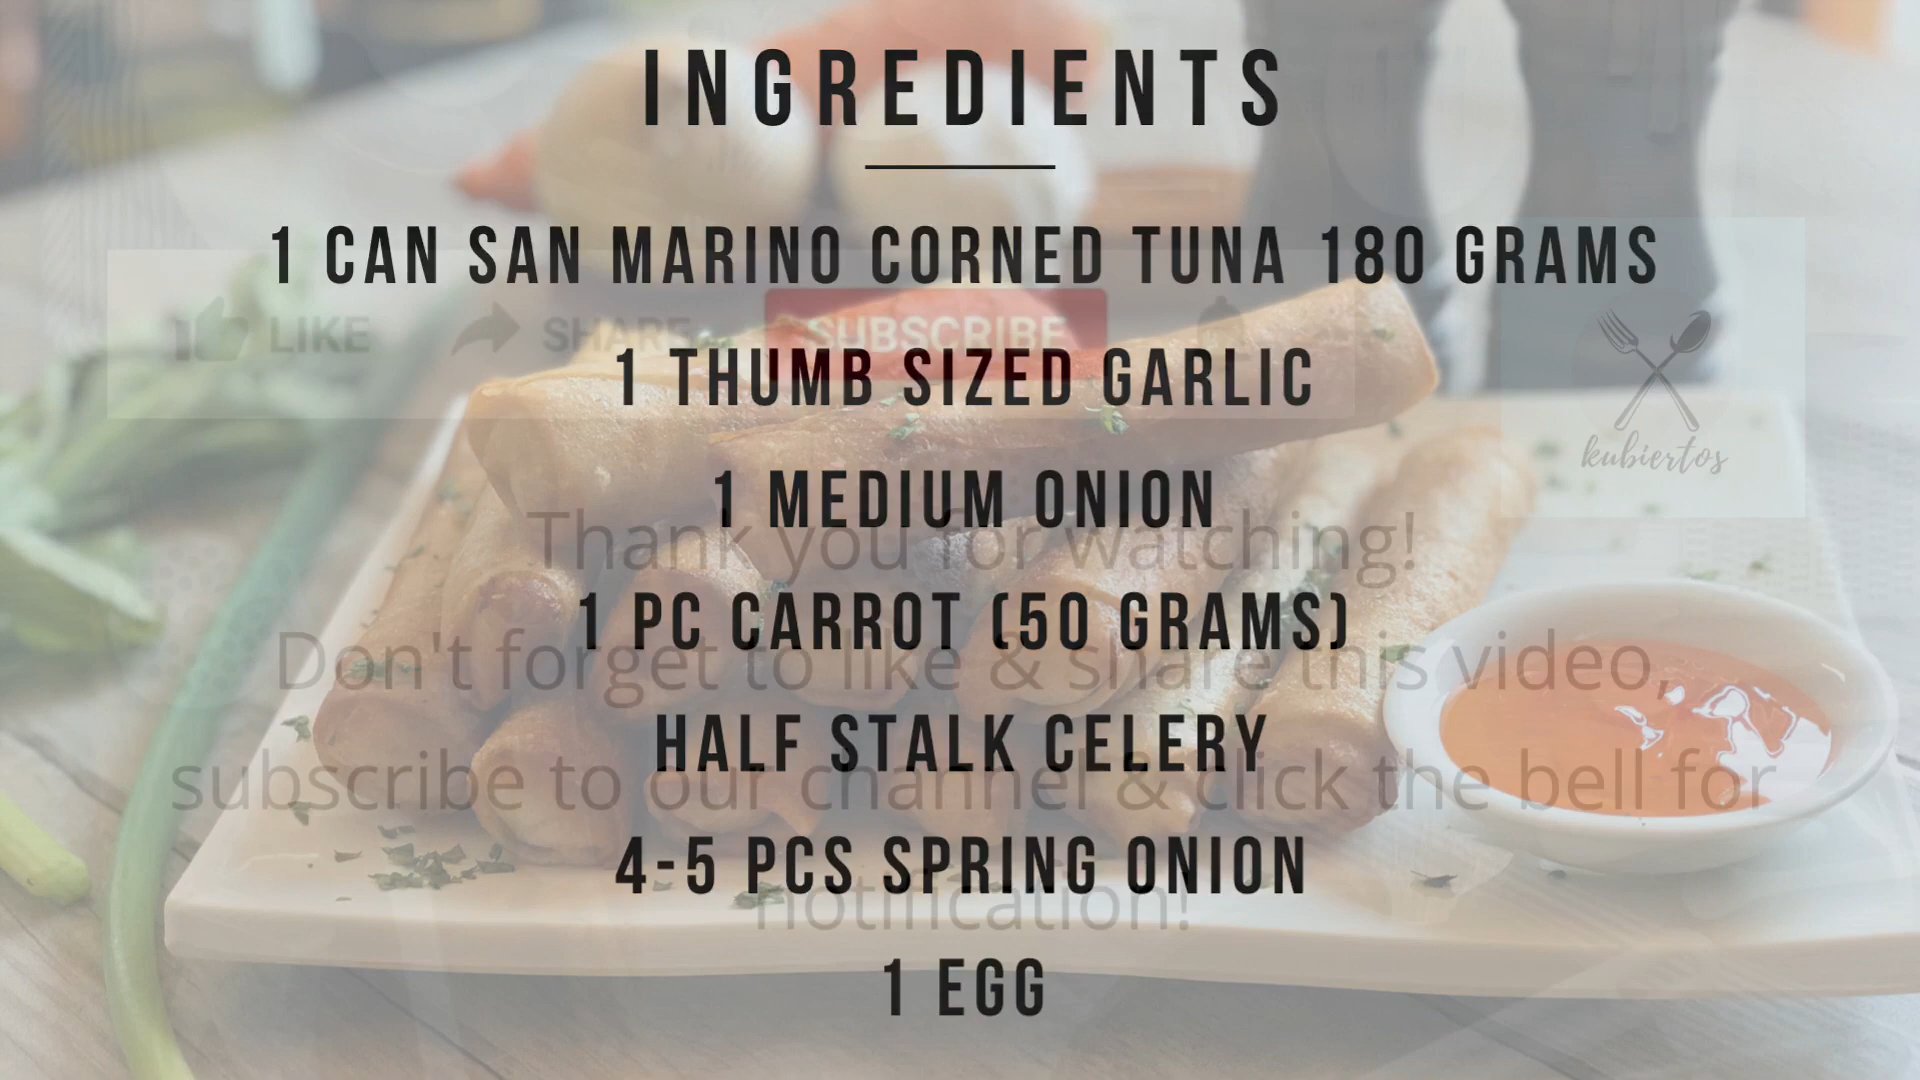 INGREDIENTS
1 CAN SAN MARINO CORNED TUNA 180 GRAMS
LIKE
SHARE
SUBSCRIBE
1 THUMB SIZED GARLIC
kubiertos
1 MEDIUM ONION
Thank you for watching!
1 PC CARROT (50 GRAMS)
Don't forget to like & share this video,
HALF STALK CELERY
subscribe to our channel & click the bell for
4-5 PCS SPRING ONION
notification!
1 EGG